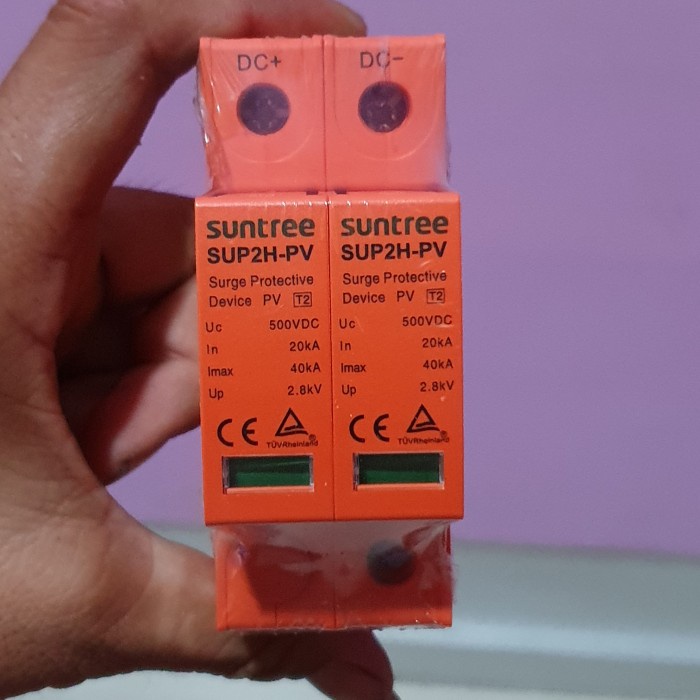 DC+ DC-
suntree suntree
SUP2H-PV SUP2H-PV
Surge Protective Surge Protective
Device PV T2 Device PV T2
Uc 500VDC Uc 500VDC
In 20kA In 20kA
Imax 40kA Imax 40kA
Up 2.8kV Up 2.8kV
CE CE
TÜVRheinland TÜVRheinland